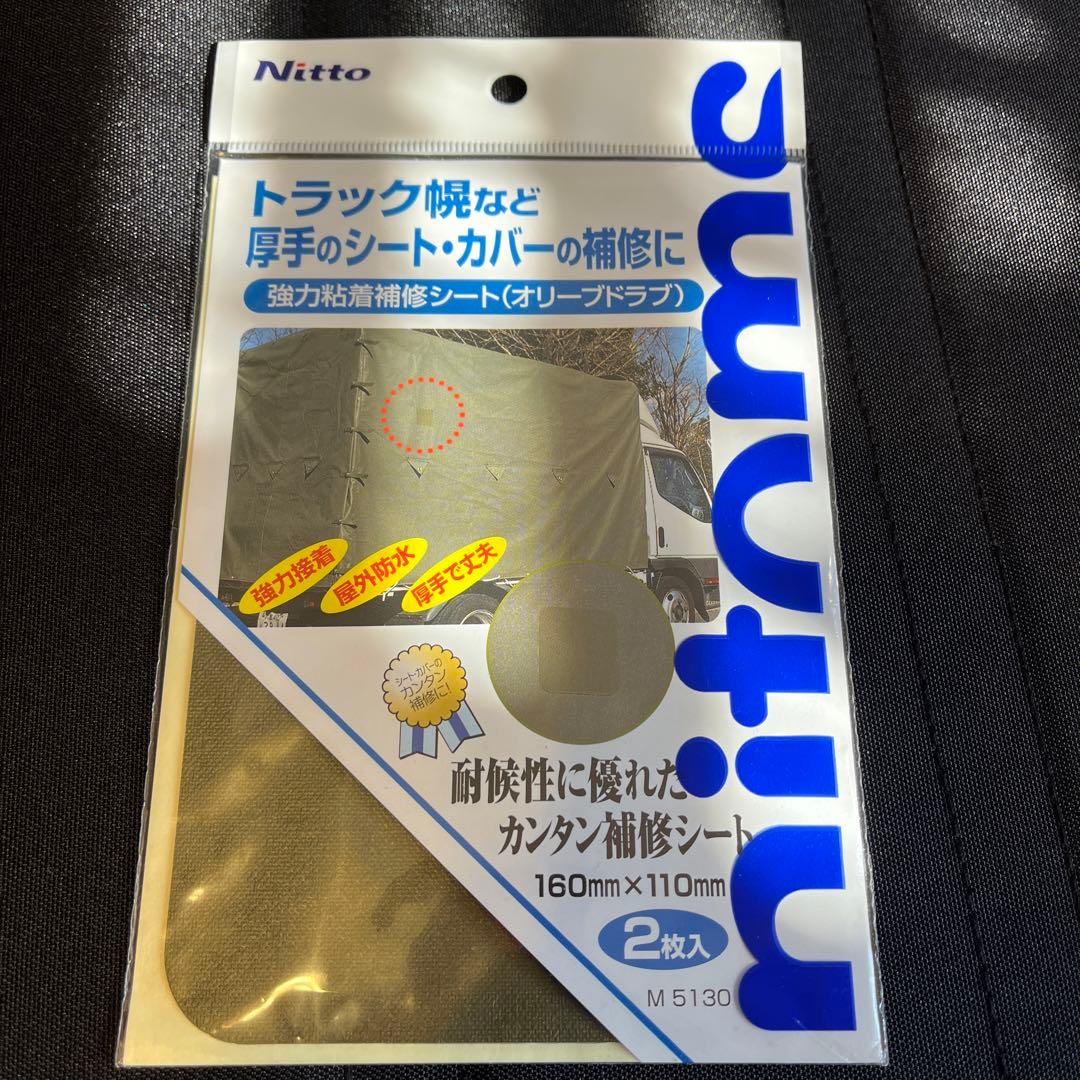 Nitto
トラック幌など
厚手のシート・カバーの補修に
強力粘着補修シート(オリーブドラブ)
強力接着
屋外防水
厚手で丈夫
シート・カバーの
カンタン
補修に!
耐候性に優れた
カンタン補修シート
160mm×110mm
2枚入
M 5130